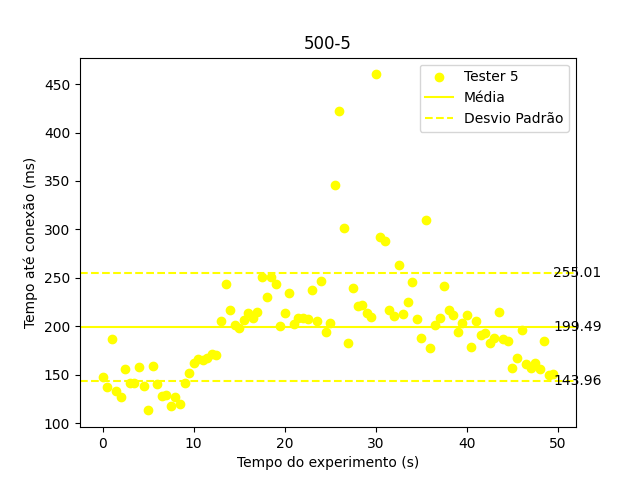 500-5
Tester 5
Média
Desvio Padrão
Tempo até conexão (ms)
450
400
350
300
250
200
150
100
255.01
199.49
143.96
0 10 20 30 40 50
Tempo do experimento (s)